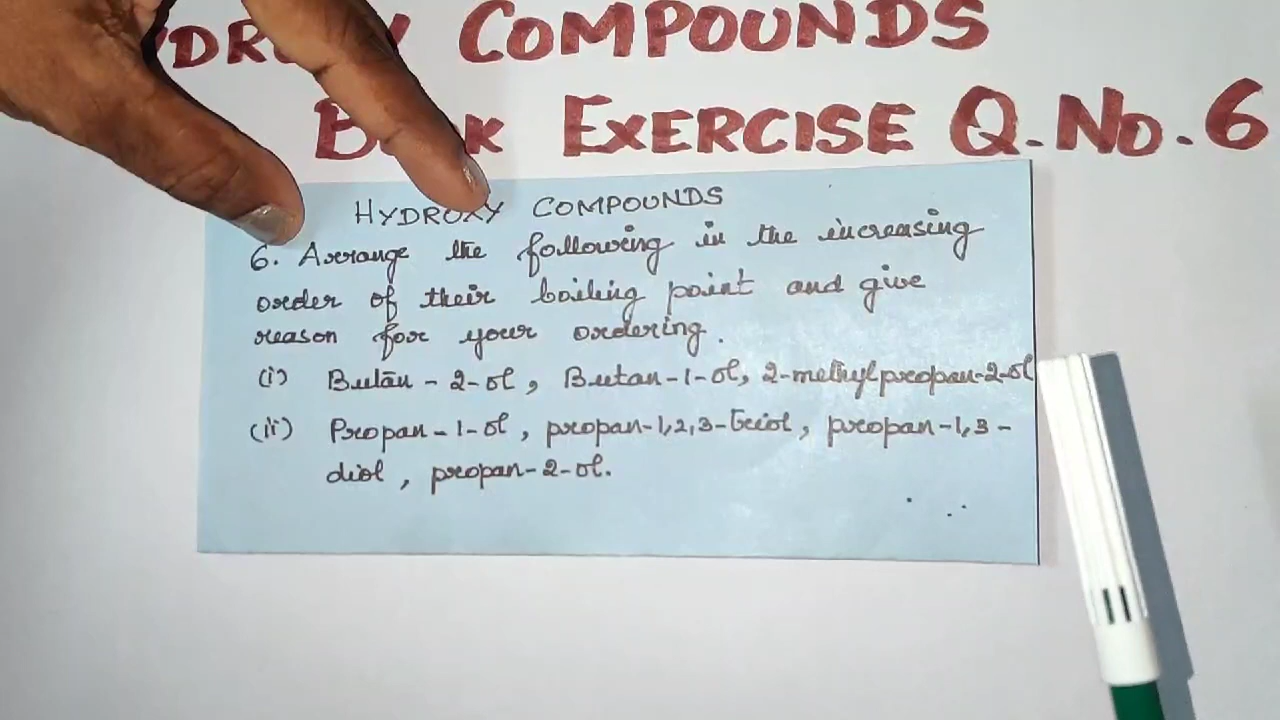 COMPOUNDS
EXERCISE Q.No.6
HYDROXY COMPOUNDS
6. Arrange the following in the increasing
order of their boiling point and give
reason for your ordering.
(i) Butan-2-ol, Butan-1-ol, 2-methylpropan-2-ol
(ii) Propan-1-ol, propan-1,2,3-triol, propan-1,3-
diol, propan-2-ol.